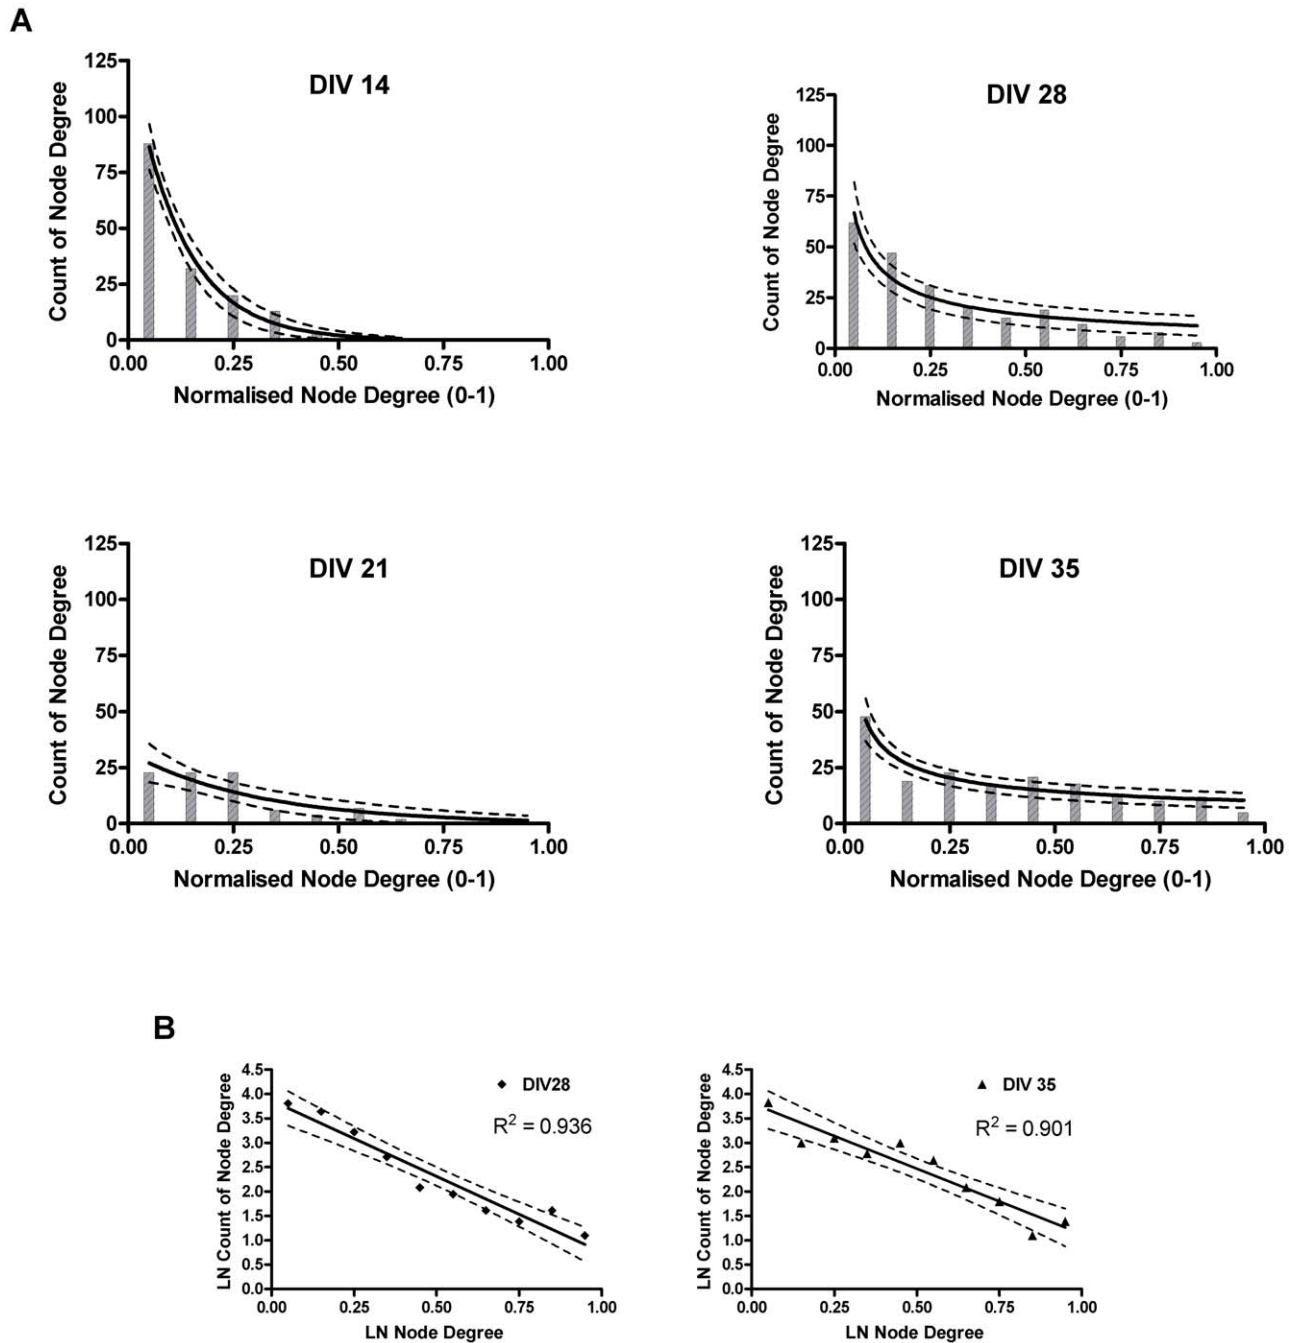 A
DIV 14
125
100
75
50
25
0
Count of Node Degree
0.00 0.25 0.50 0.75 1.00
Normalised Node Degree (0-1)
DIV 28
125
100
75
50
25
0
Count of Node Degree
0.00 0.25 0.50 0.75 1.00
Normalised Node Degree (0-1)
DIV 21
125
100
75
50
25
0
Count of Node Degree
0.00 0.25 0.50 0.75 1.00
Normalised Node Degree (0-1)
DIV 35
125
100
75
50
25
0
Count of Node Degree
0.00 0.25 0.50 0.75 1.00
Normalised Node Degree (0-1)
B
DIV28
R² = 0.936
4.5
4.0
3.5
3.0
2.5
2.0
1.5
1.0
0.5
0.0
LN Count of Node Degree
0.00 0.25 0.50 0.75 1.00
LN Node Degree
DIV 35
R² = 0.901
4.5
4.0
3.5
3.0
2.5
2.0
1.5
1.0
0.5
0.0
LN Count of Node Degree
0.00 0.25 0.50 0.75 1.00
LN Node Degree